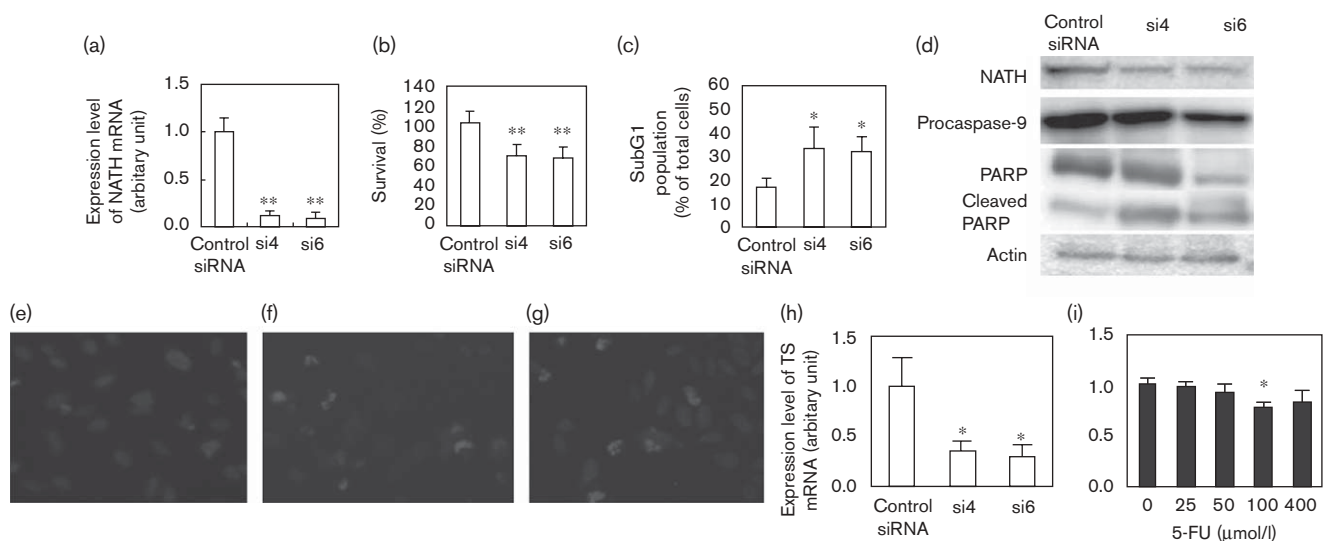 (a)
Expression level
of NATH mRNA
(arbitary unit)
1.5
1.0
0.5
0.0
**
**
Control
siRNA
si4
si6
(b)
Survival (%)
140
120
100
80
60
40
20
0
**
**
Control
siRNA
si4
si6
(c)
SubG1
population
(% of total cells)
60
50
40
30
20
10
0
*
*
Control
siRNA
si4
si6
(d)
Control
siRNA
si4
si6
NATH
Procaspase-9
PARP
Cleaved
PARP
Actin
(e)
(f)
(g)
(h)
Expression level of TS
mRNA (arbitary unit)
1.5
1.0
0.5
0.0
*
*
Control
siRNA
si4
si6
(i)
1.5
1.0
0.5
0.0
*
0 25 50 100 400
5-FU (μmol/l)